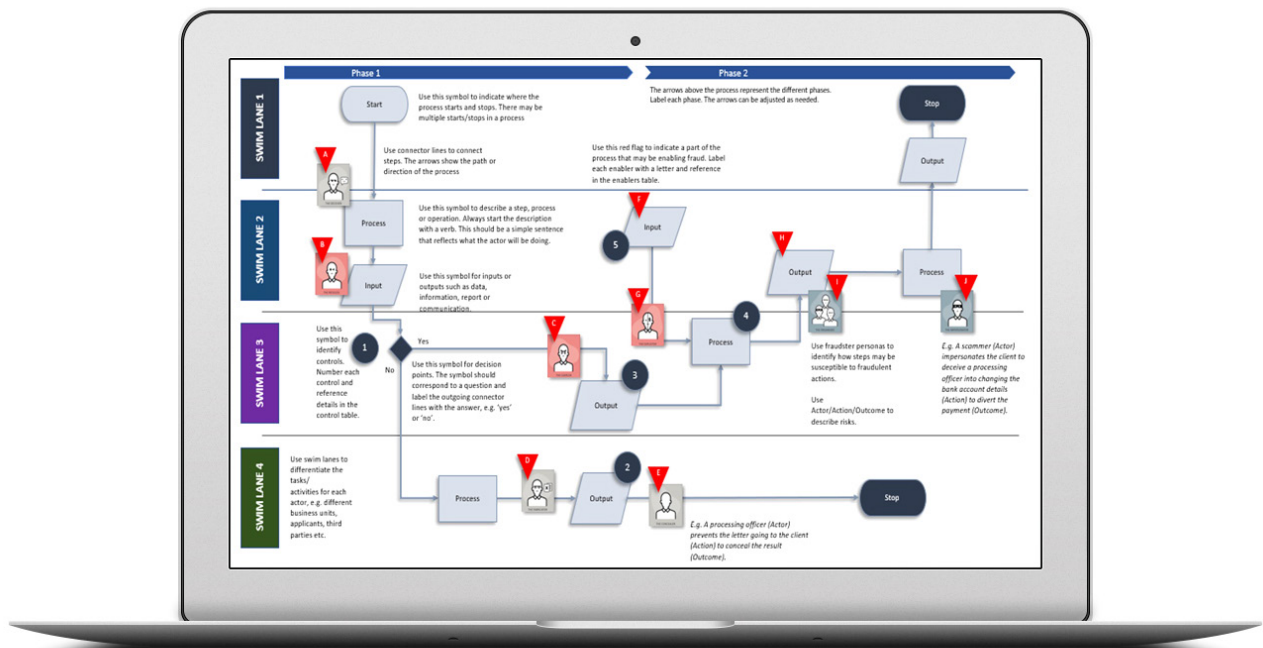 Phase 1
Phase 2
SWIM LANE 1
Start
Use this symbol to indicate where the
process starts and stops. There may be
multiple starts/stops in a process
The arrows above the process represent the different phases.
Label each phase. The arrows can be adjusted as needed.
Stop
Use connector lines to connect
steps. The arrows show the path or
direction of the process
Use this red flag to indicate a part of the
process that may be enabling fraud. Label
each enabler with a letter and reference
in the enablers table.
Output
A
SWIM LANE 2
Process
Use this symbol to describe a step, process
or operation. Always start the description
with a verb. This should be a simple sentence
that reflects what the actor will be doing.
F
Input
5
B
Input
Use this symbol for inputs or
outputs such as data,
information, report or
communication.
H
Output
I
Process
J
G
SWIM LANE 3
Use this
symbol to
identify
controls.
Number each
control and
reference
details in the
control table.
1
Yes
No
Use this symbol for decision
points. The symbol should
correspond to a question and
label the outgoing connector
lines with the answer, e.g. 'yes'
or 'no'.
C
Output
3
Process
4
Use fraudster personas to
identify how steps may be
susceptible to fraudulent
actions.
Use
Actor/Action/Outcome to
describe risks.
E.g. A scammer (Actor)
impersonates the client to
deceive a processing
officer into changing the
bank account details
(Action) to divert the
payment (Outcome).
SWIM LANE 4
Use swim lanes to
differentiate the
tasks/
activities for each
actor, e.g. different
business units,
applicants, third
parties etc.
Process
D
Output
2
E
Stop
E.g. A processing officer (Actor)
prevents the letter going to the client
(Action) to conceal the result
(Outcome).